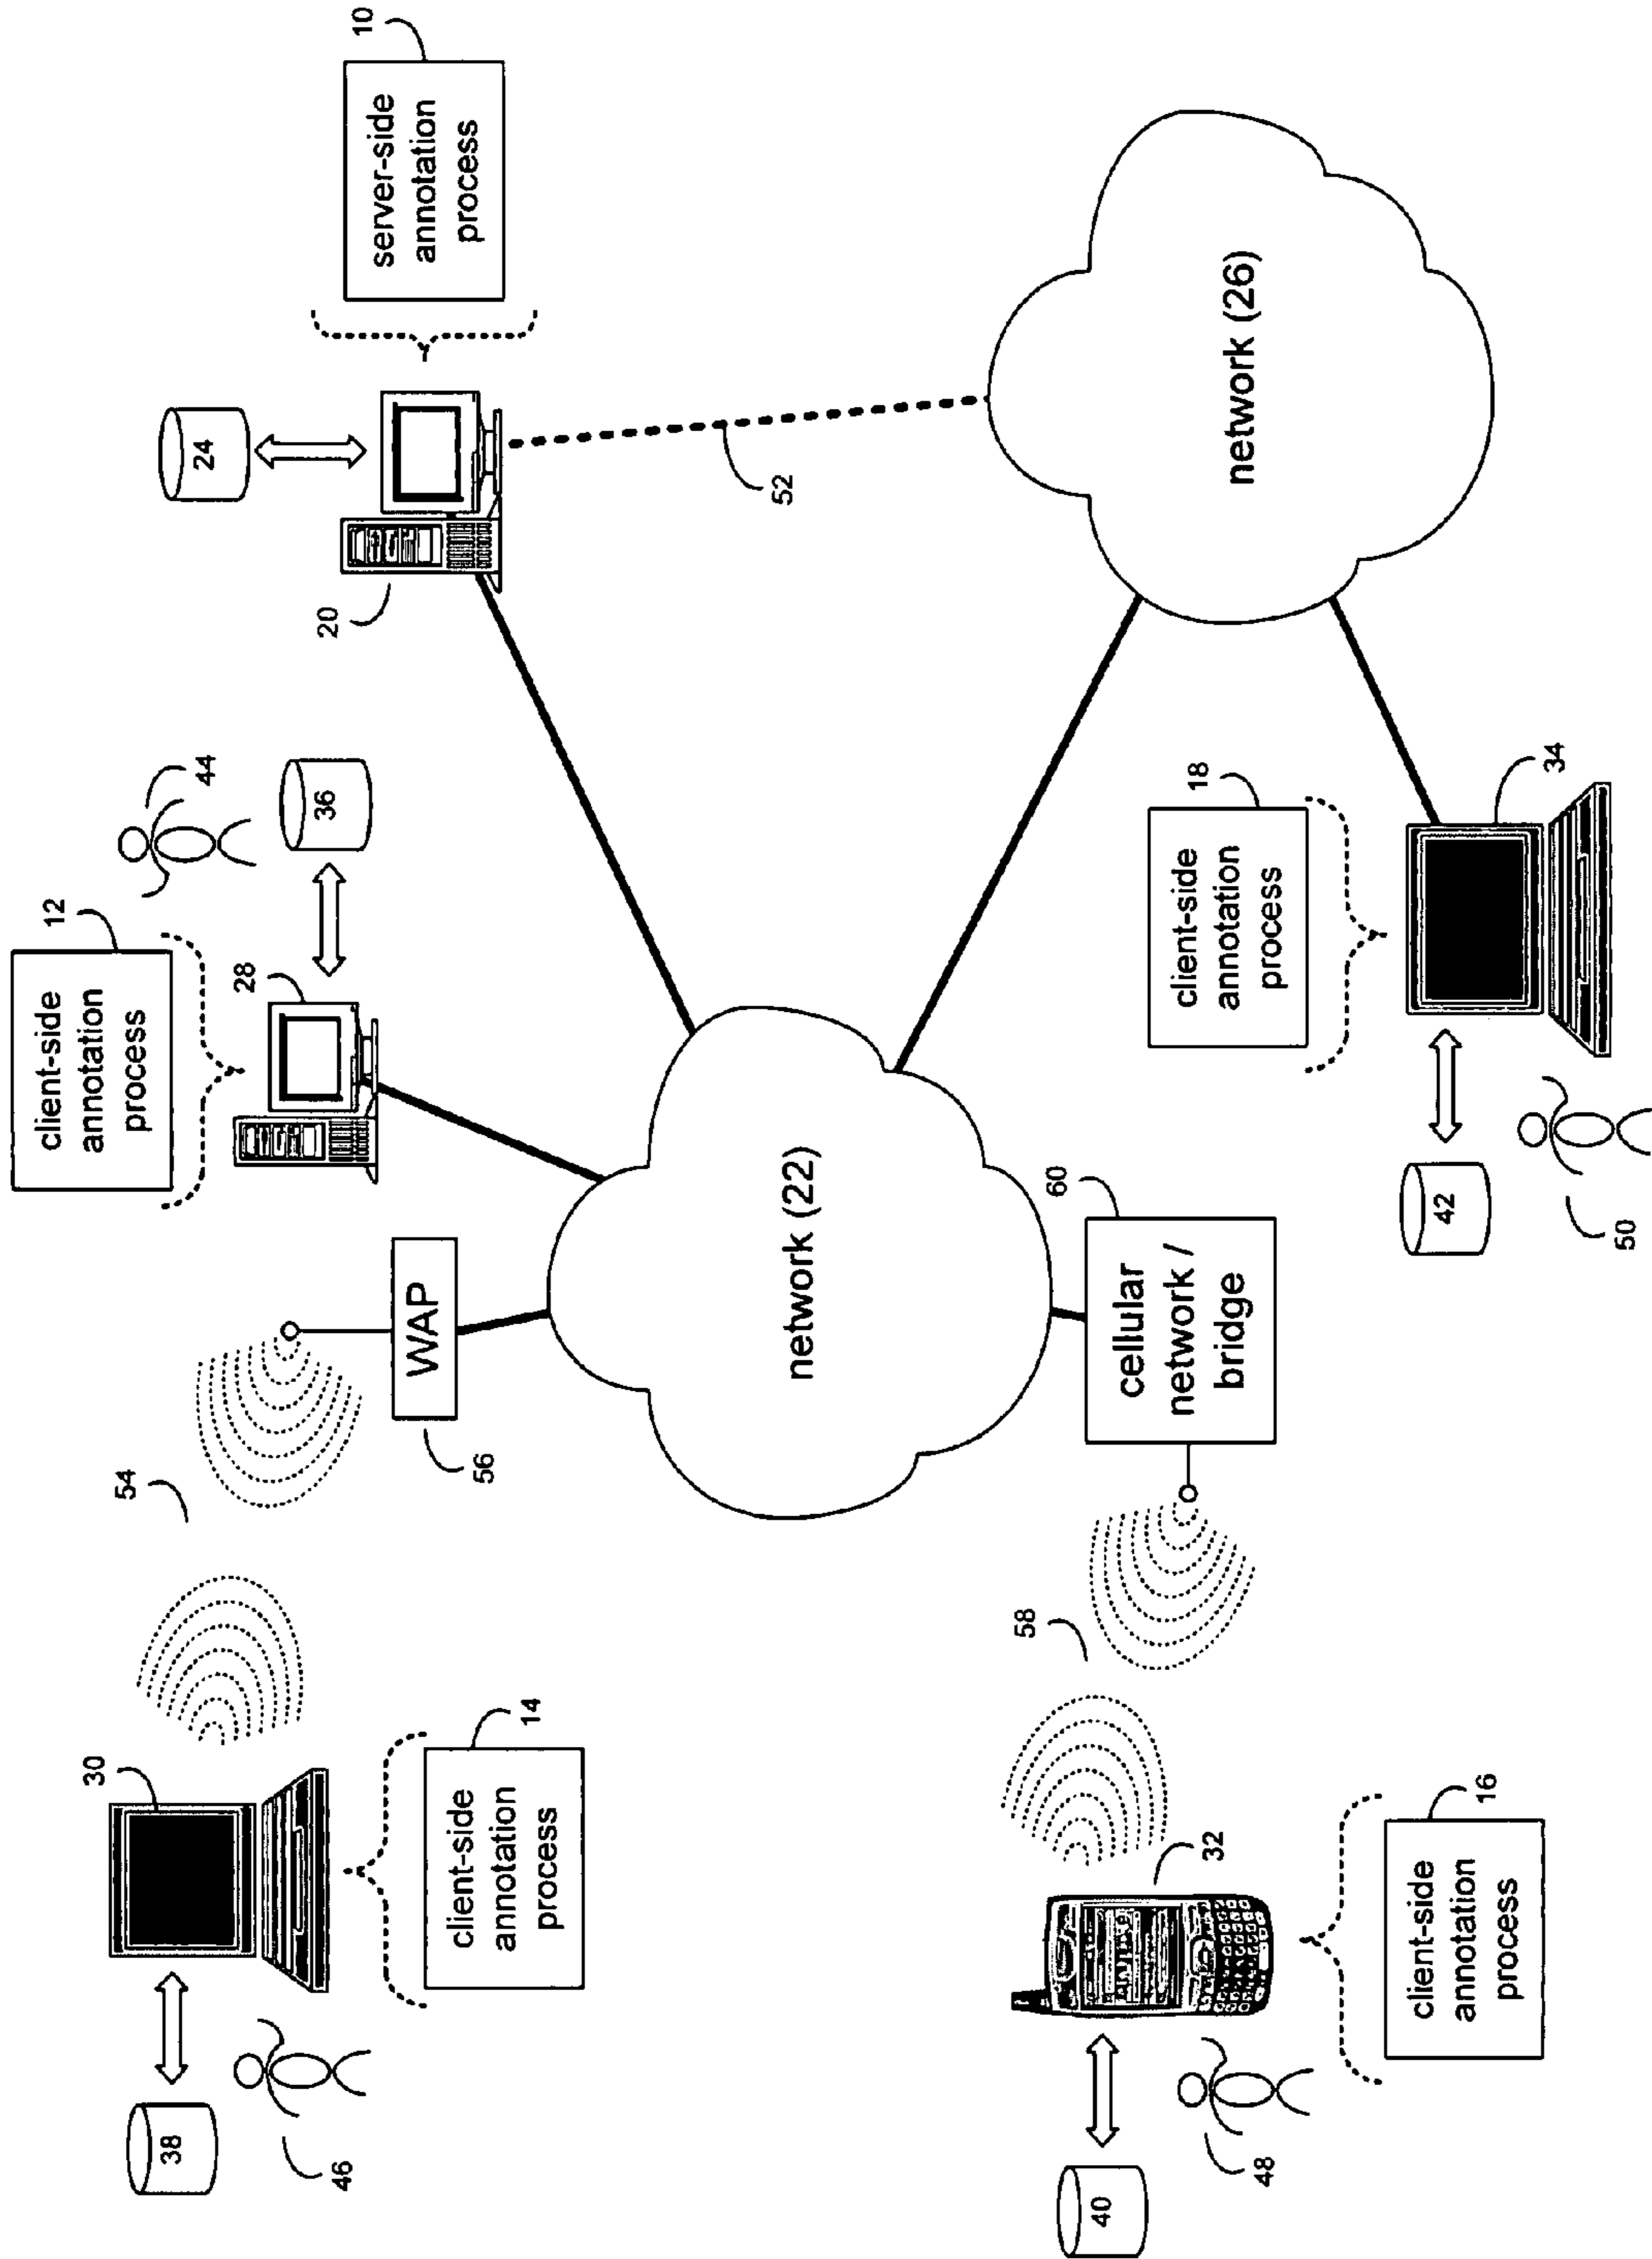 12
client-side
annotation
process
30
54
38
44
24
28
36
46
20
10
server-side
annotation
process
WAP
14
client-side
annotation
process
56
52
network (22)
58
60
cellular
network /
bridge
40
18
client-side
annotation
process
32
network (26)
48
42
16
client-side
annotation
process
34
50